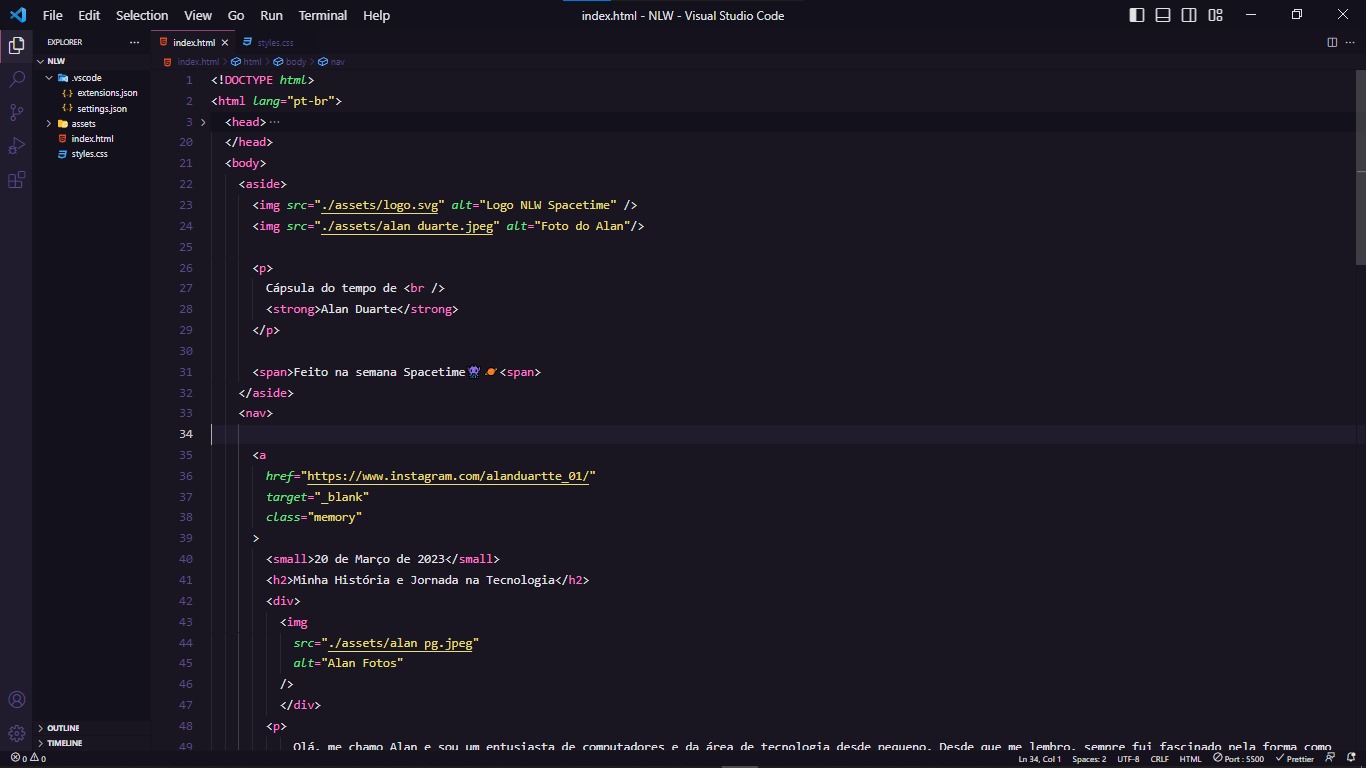 File Edit Selection View Go Run Terminal Help
index.html - NLW - Visual Studio Code
EXPLORER
NLW
.vscode
extensions.json
settings.json
assets
index.html
styles.css
OUTLINE
TIMELINE
index.html styles.css
index.html html body nav
1 <!DOCTYPE html>
2 <html lang="pt-br">
3 <head>
20 </head>
21 <body>
22 <aside>
23 <img src="./assets/logo.svg" alt="Logo NLW Spacetime" />
24 <img src="./assets/alan duarte.jpeg" alt="Foto do Alan"/>
25
26 <p>
27 Cápsula do tempo de <br />
28 <strong>Alan Duarte</strong>
29 </p>
30
31 <span>Feito na semana Spacetime👾🪐<span>
32 </aside>
33 <nav>
34
35 <a
36 href="https://www.instagram.com/alanduartte_01/"
37 target="_blank"
38 class="memory"
39 >
40 <small>20 de Março de 2023</small>
41 <h2>Minha História e Jornada na Tecnologia</h2>
42 <div>
43 <img
44 src="./assets/alan pg.jpeg"
45 alt="Alan Fotos"
46 />
47 </div>
48 <p>
49 Olá, me chamo Alan e sou um entusiasta de computadores e da área de tecnologia desde pequeno. Desde que me lembro, sempre fui fascinado pela forma como
0 0 Ln 34, Col 1 Spaces: 2 UTF-8 CRLF HTML Port : 5500 Prettier